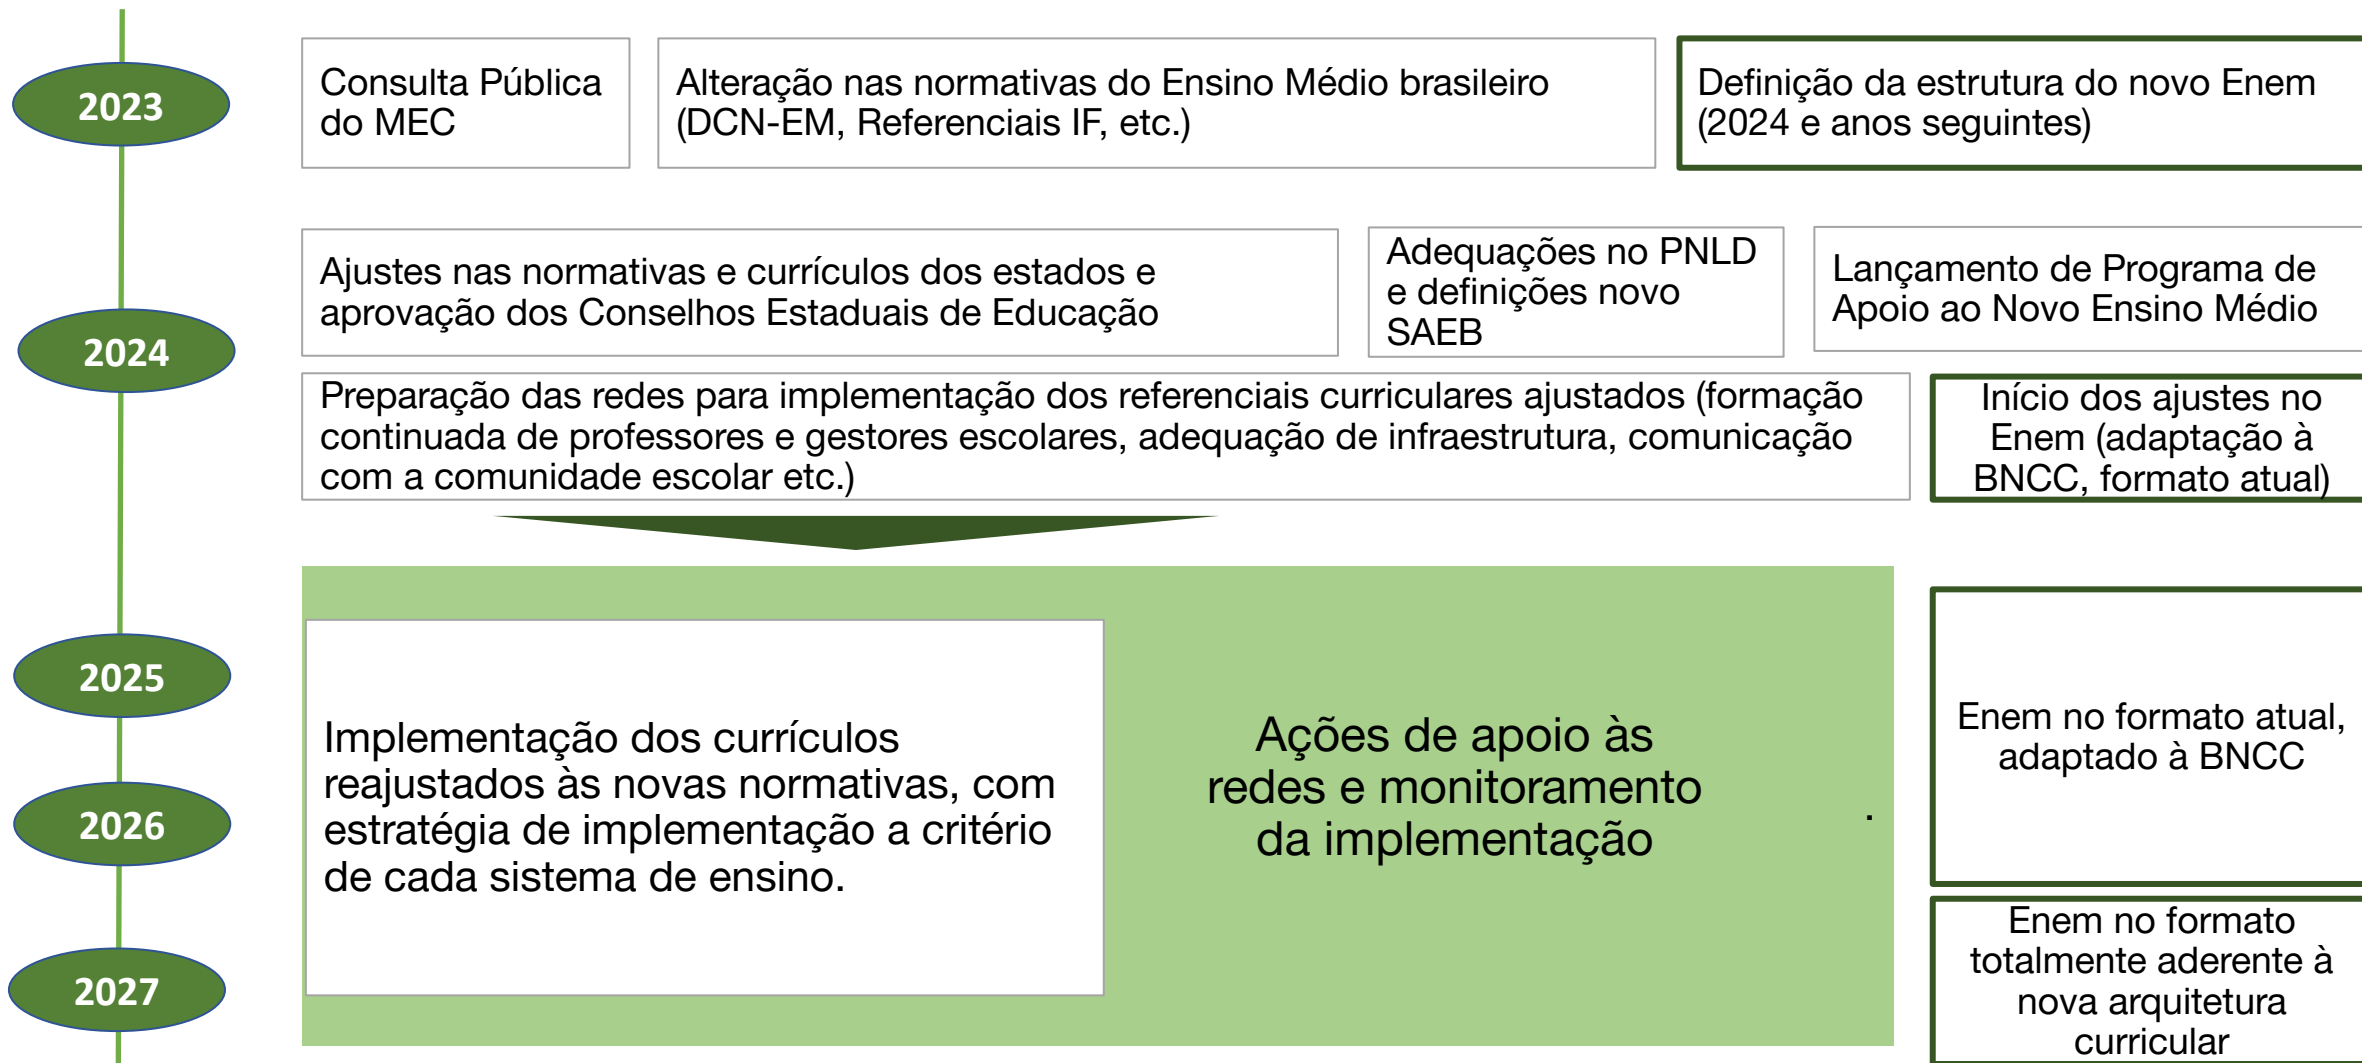 2023
Consulta Pública
do MEC
Alteração nas normativas do Ensino Médio brasileiro
(DCN-EM, Referenciais IF, etc.)
Definição da estrutura do novo Enem
(2024 e anos seguintes)
2024
Ajustes nas normativas e currículos dos estados e
aprovação dos Conselhos Estaduais de Educação
Adequações no PNLD
e definições novo
SAEB
Lançamento de Programa de
Apoio ao Novo Ensino Médio
Preparação das redes para implementação dos referenciais curriculares ajustados (formação
continuada de professores e gestores escolares, adequação de infraestrutura, comunicação
com a comunidade escolar etc.)
Início dos ajustes no
Enem (adaptação à
BNCC, formato atual)
2025
2026
2027
Implementação dos currículos
reajustados às novas normativas, com
estratégia de implementação a critério
de cada sistema de ensino.
Ações de apoio às
redes e monitoramento
da implementação
.
Enem no formato atual,
adaptado à BNCC
Enem no formato
totalmente aderente à
nova arquitetura
curricular